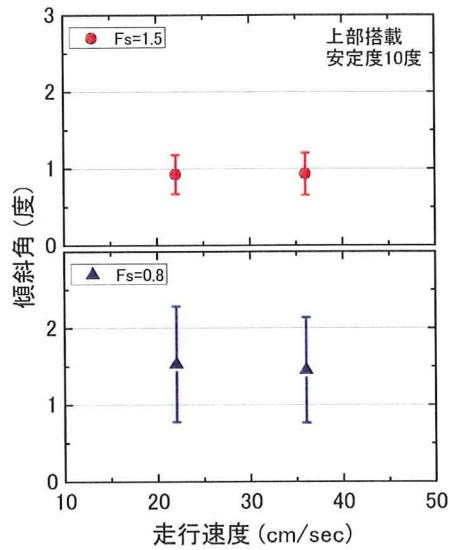 3
Fs=1.5
上部搭載
安定度10度
2
1
0
傾斜角(度)
Fs=0.8
2
1
0
10 20 30 40 50
走行速度(cm/sec)